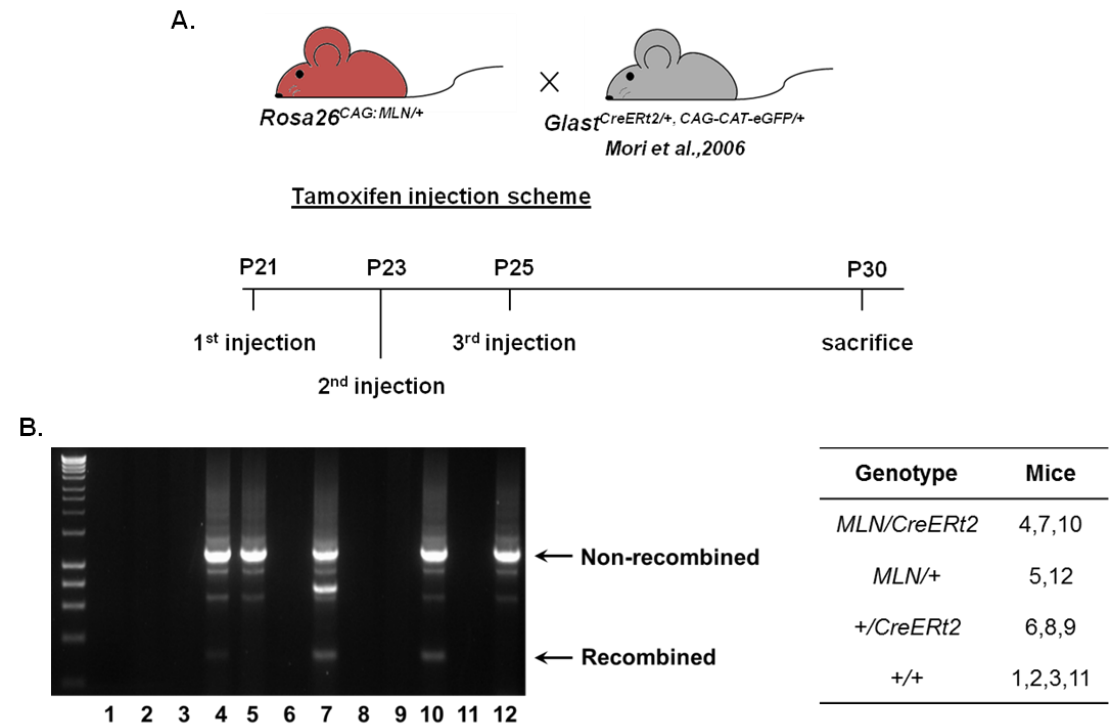 A.
Rosa26CAG:MLN/+
×
GlastCreERt2/+, CAG-CAT-eGFP/+
Mori et al.,2006
Tamoxifen injection scheme
P21 P23 P25 P30
1st injection 3rd injection sacrifice
2nd injection
B.
Non-recombined
Recombined
1 2 3 4 5 6 7 8 9 10 11 12
Genotype Mice
MLN/CreERt2 4,7,10
MLN/+ 5,12
+/CreERt2 6,8,9
+/+ 1,2,3,11